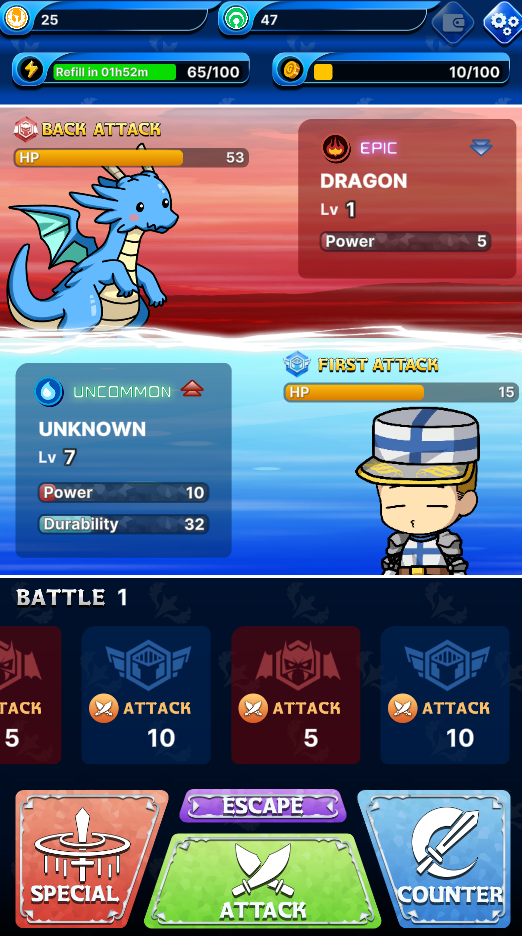 25
47
Refill in 01h52m
65/100
10/100
BACK ATTACK
HP
53
EPIC
DRAGON
Lv 1
Power
5
FIRST ATTACK
HP
15
UNCOMMON
UNKNOWN
Lv 7
Power
10
Durability
32
BATTLE 1
TACK
5
ATTACK
10
ATTACK
5
ATTACK
10
SPECIAL
ESCAPE
ATTACK
COUNTER